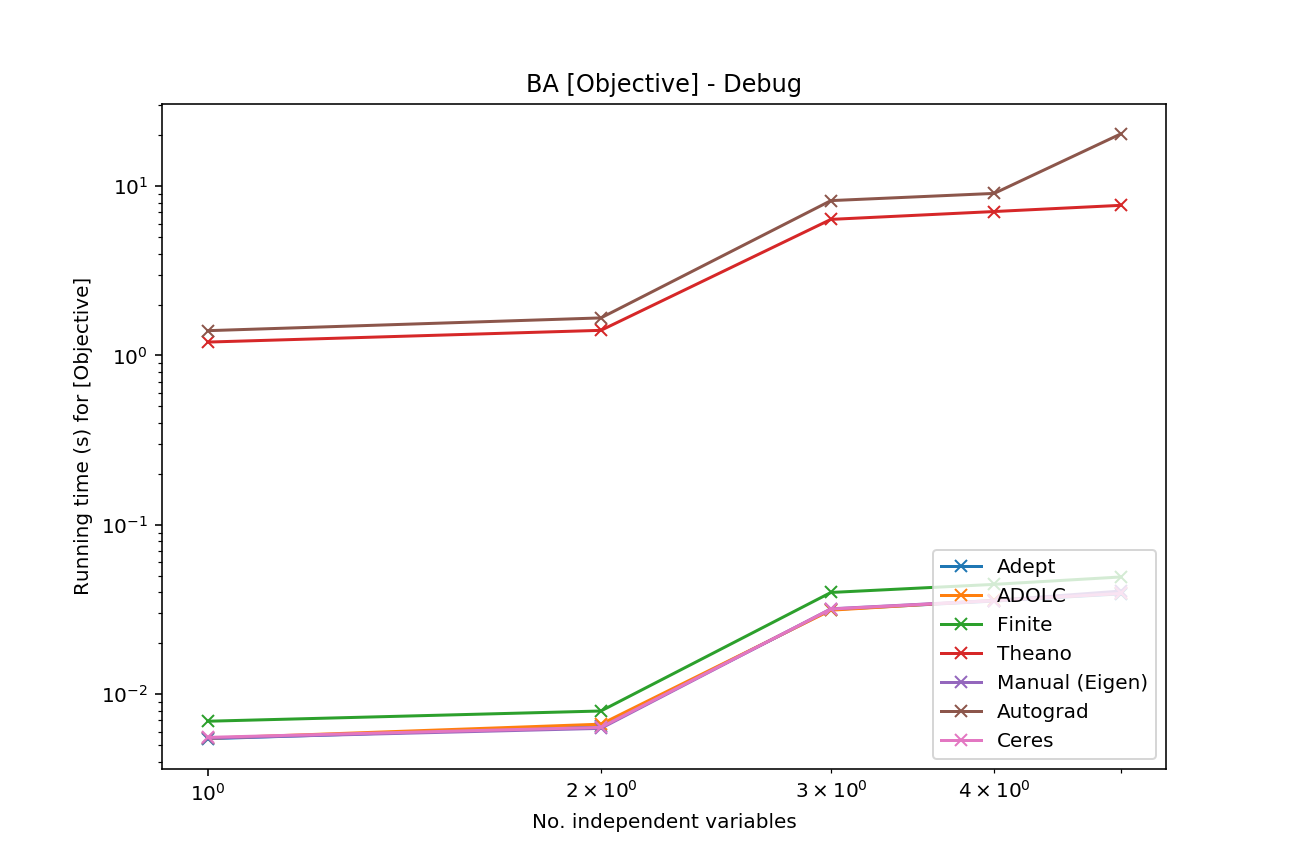 BA [Objective] - Debug
Running time (s) for [Objective]
10¹
10⁰
10⁻¹
10⁻²
Adept
ADOLC
Finite
Theano
Manual (Eigen)
Autograd
Ceres
10⁰
2 × 10⁰
3 × 10⁰
4 × 10⁰
No. independent variables